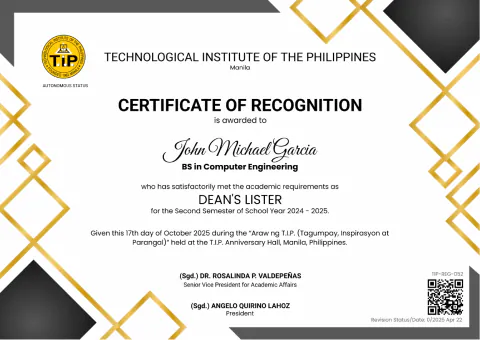 TECHNOLOGICAL INSTITUTE OF THE PHILIPPINES
Manila
TiP
AUTONOMOUS STATUS
CERTIFICATE OF RECOGNITION
is awarded to
John Michael Garcia
BS in Computer Engineering
who has satisfactorily met the academic requirements as
DEAN'S LISTER
for the Second Semester of School Year 2024 - 2025.
Given this 17th day of October 2025 during the “Araw ng T.I.P. (Tagumpay, Inspirasyon at
Parangal)” held at the T.I.P. Anniversary Hall, Manila, Philippines.
(Sgd.) DR. ROSALINDA P. VALDEPEÑAS
Senior Vice President for Academic Affairs
(Sgd.) ANGELO QUIRINO LAHOZ
President
TIP-REG-052
Revision Status/Date: 0/2025 Apr 22